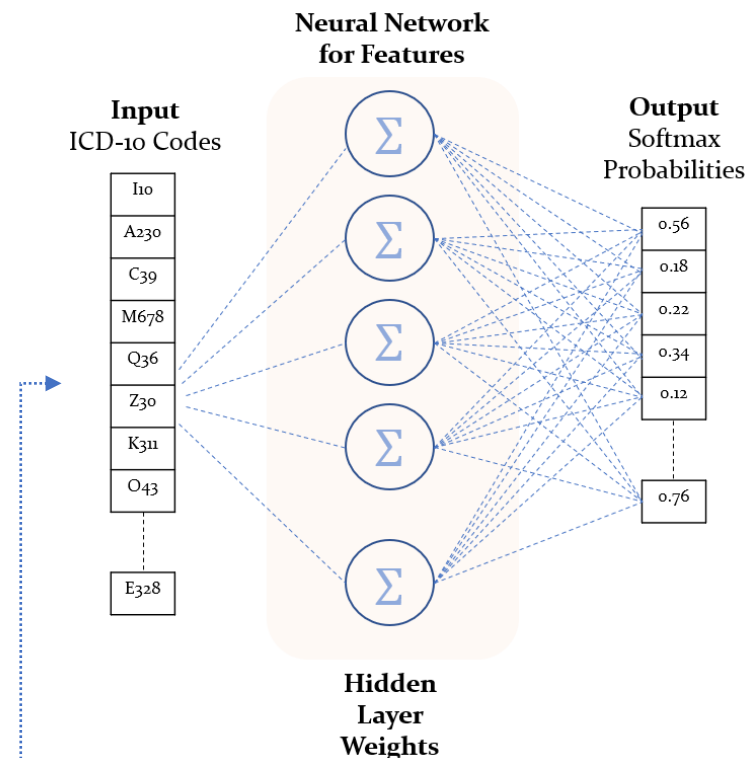 Neural Network
for Features
Input
ICD-10 Codes
I10
A230
C39
M678
Q36
Z30
K311
O43
E328
Σ
Σ
Σ
Σ
Σ
Hidden
Layer
Weights
Output
Softmax
Probabilities
0.56
0.18
0.22
0.34
0.12
0.76